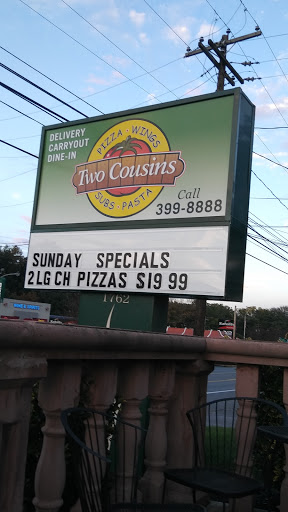 DELIVERY
CARRYOUT
DINE-IN
PIZZA · WINGS
Two Cousins
SUBS · PASTA
Call
399-8888
SUNDAY SPECIALS
2 LG CH PIZZAS $19 99
1762